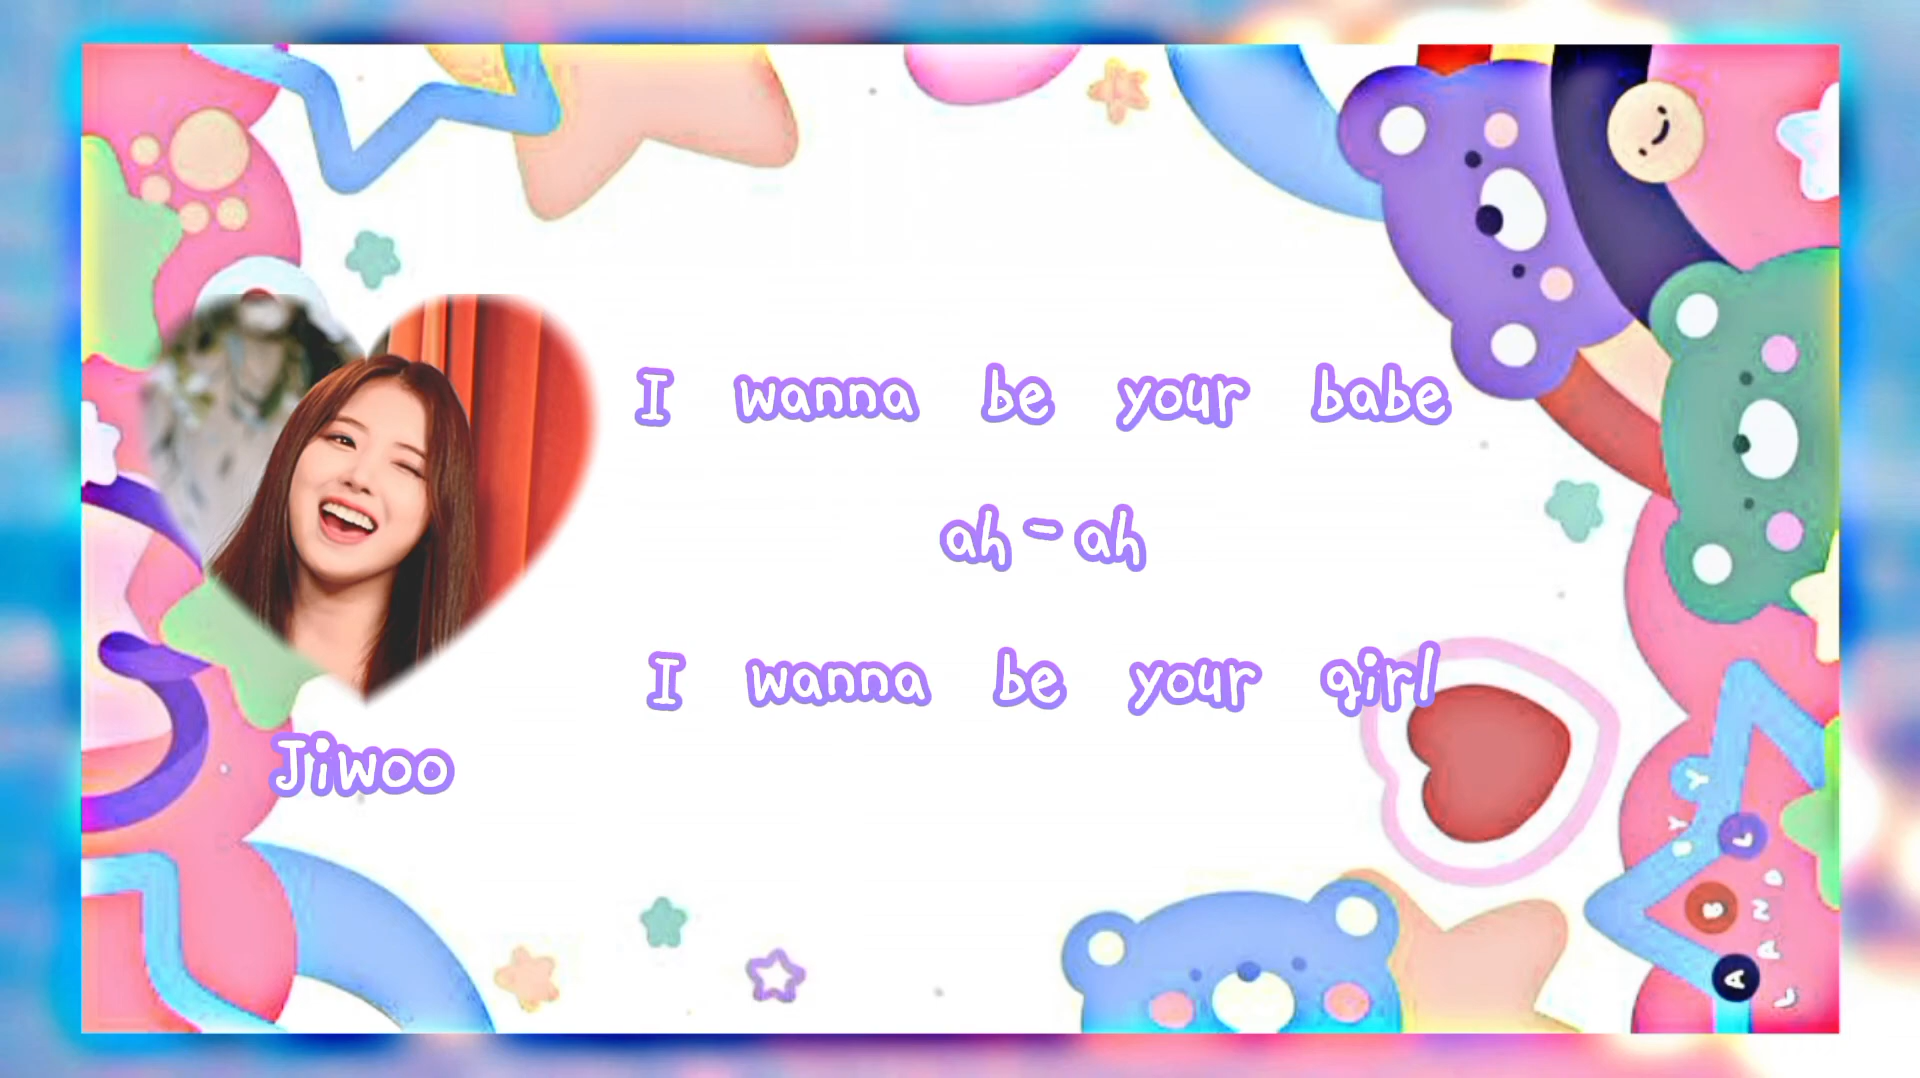 I wanna be your babe
ah - ah
I wanna be your girl
Jiwoo